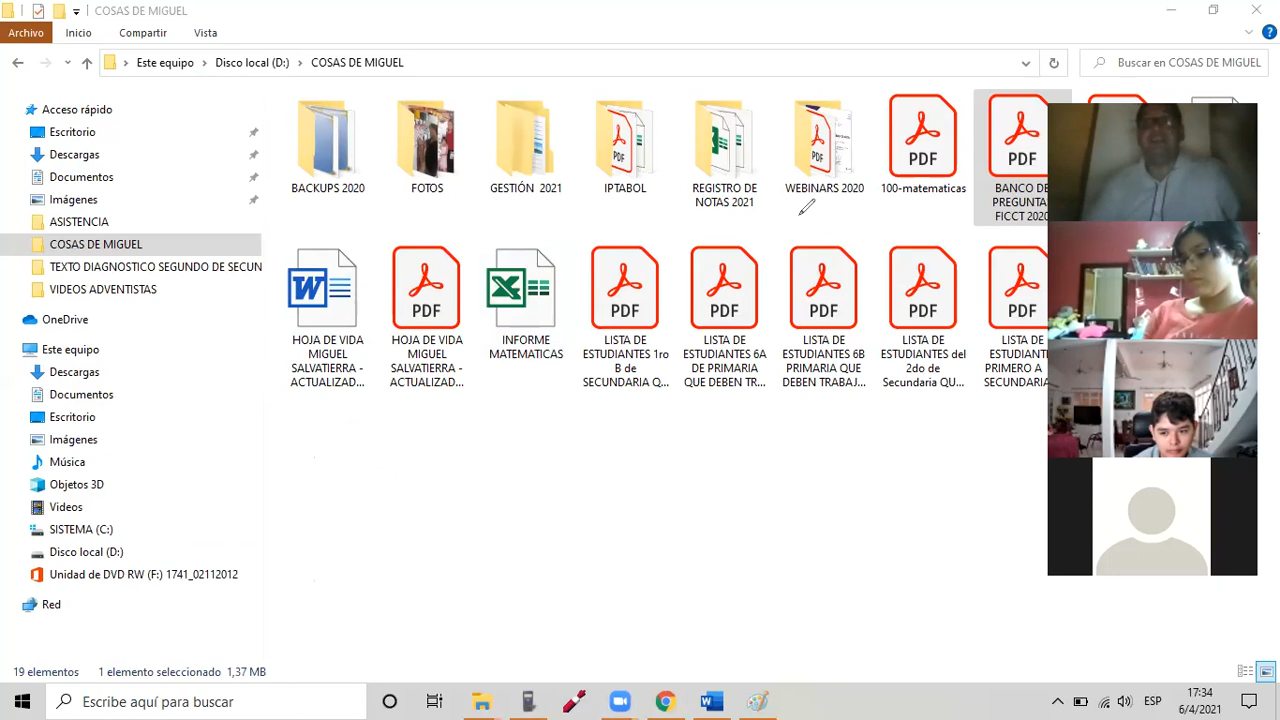 COSAS DE MIGUEL
Archivo
Inicio
Compartir
Vista
Este equipo
Disco local (D:)
COSAS DE MIGUEL
Buscar en COSAS DE MIGUEL
Acceso rápido
Escritorio
Descargas
Documentos
Imágenes
ASISTENCIA
COSAS DE MIGUEL
TEXTO DIAGNOSTICO SEGUNDO DE SECUN
VIDEOS ADVENTISTAS
OneDrive
Este equipo
Descargas
Documentos
Escritorio
Imágenes
Música
Objetos 3D
Videos
SISTEMA (C:)
Disco local (D:)
Unidad de DVD RW (F:) 1741_02112012
Red
BACKUPS 2020
FOTOS
GESTIÓN 2021
PDF
IPTABOL
REGISTRO DE
NOTAS 2021
PDF
WEBINARS 2020
PDF
100-matematicas
PDF
BANCO DE
PREGUNTA
FICCT 2020
HOJA DE VIDA
MIGUEL
SALVATIERRA -
ACTUALIZAD...
PDF
HOJA DE VIDA
MIGUEL
SALVATIERRA -
ACTUALIZAD...
INFORME
MATEMATICAS
PDF
LISTA DE
ESTUDIANTES 1ro
B de
SECUNDARIA QU...
PDF
LISTA DE
ESTUDIANTES 6A
DE PRIMARIA
QUE DEBEN TR...
PDF
LISTA DE
ESTUDIANTES 6B
PRIMARIA QUE
DEBEN TRABAJ...
PDF
LISTA DE
ESTUDIANTES del
2do de
Secundaria QU...
PDF
LISTA DE
ESTUDIANT
PRIMERO A
SECUNDARIA
19 elementos
1 elemento seleccionado 1,37 MB
Escribe aquí para buscar
ESP
17:34
6/4/2021